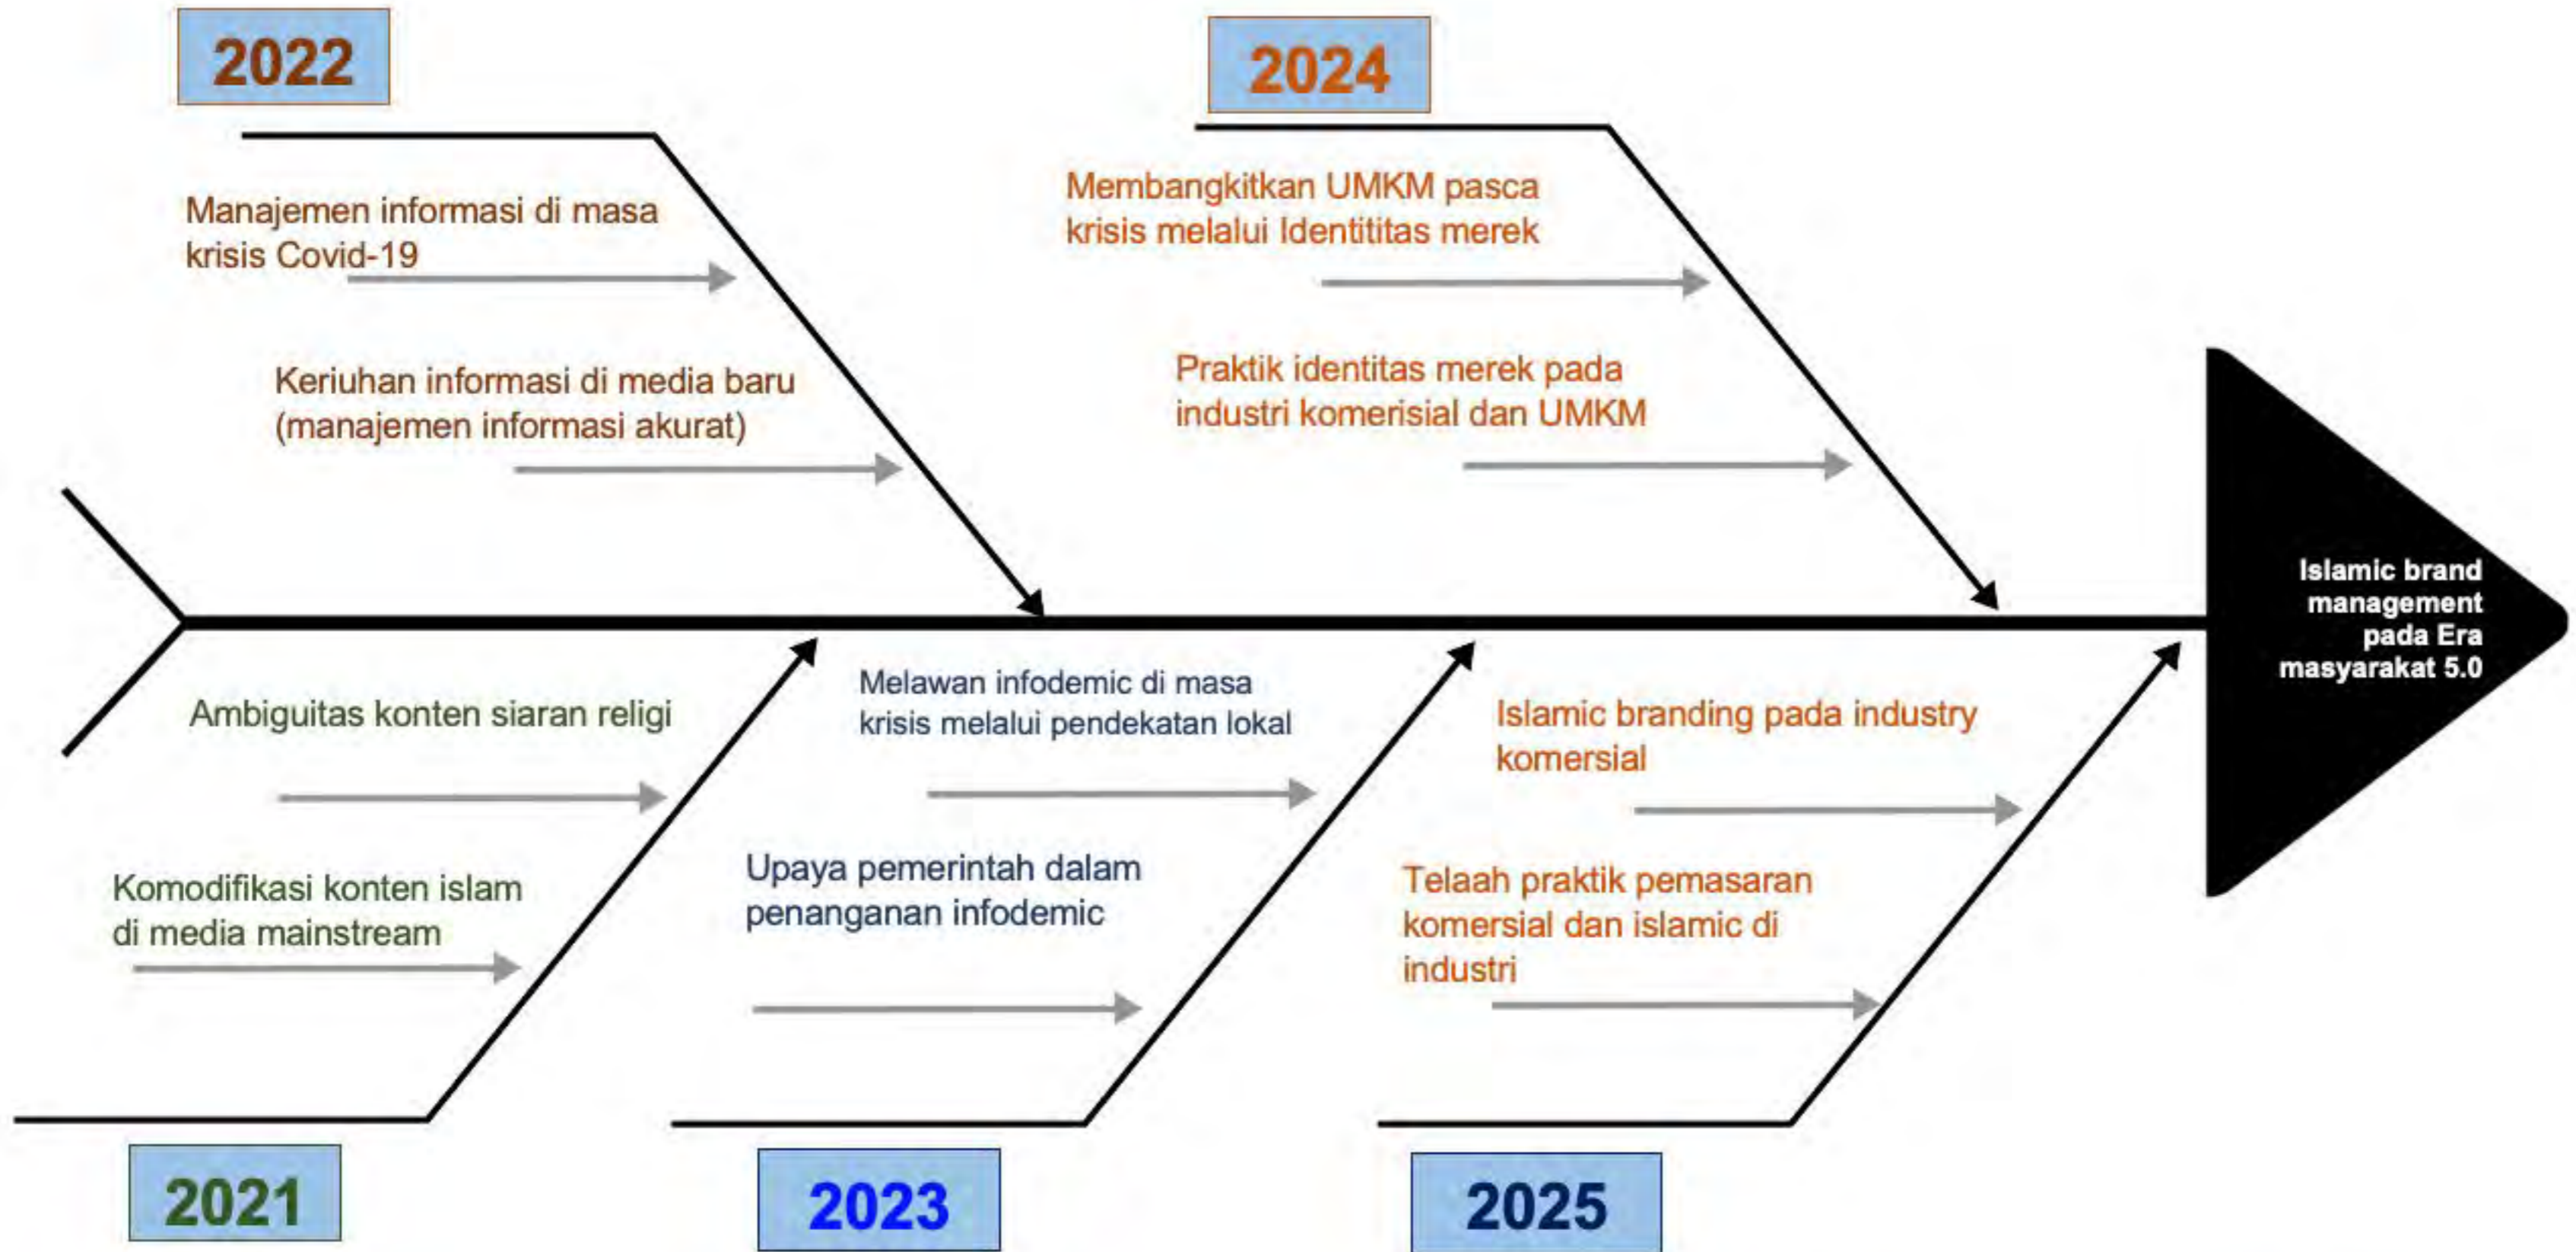 2022
Manajemen informasi di masa
krisis Covid-19
Keriuhan informasi di media baru
(manajemen informasi akurat)
2024
Membangkitkan UMKM pasca
krisis melalui Identititas merek
Praktik identitas merek pada
industri komerisial dan UMKM
Islamic brand
management
pada Era
masyarakat 5.0
Ambiguitas konten siaran religi
Komodifikasi konten islam
di media mainstream
2021
Melawan infodemic di masa
krisis melalui pendekatan lokal
Upaya pemerintah dalam
penanganan infodemic
2023
Islamic branding pada industry
komersial
Telaah praktik pemasaran
komersial dan islamic di
industri
2025